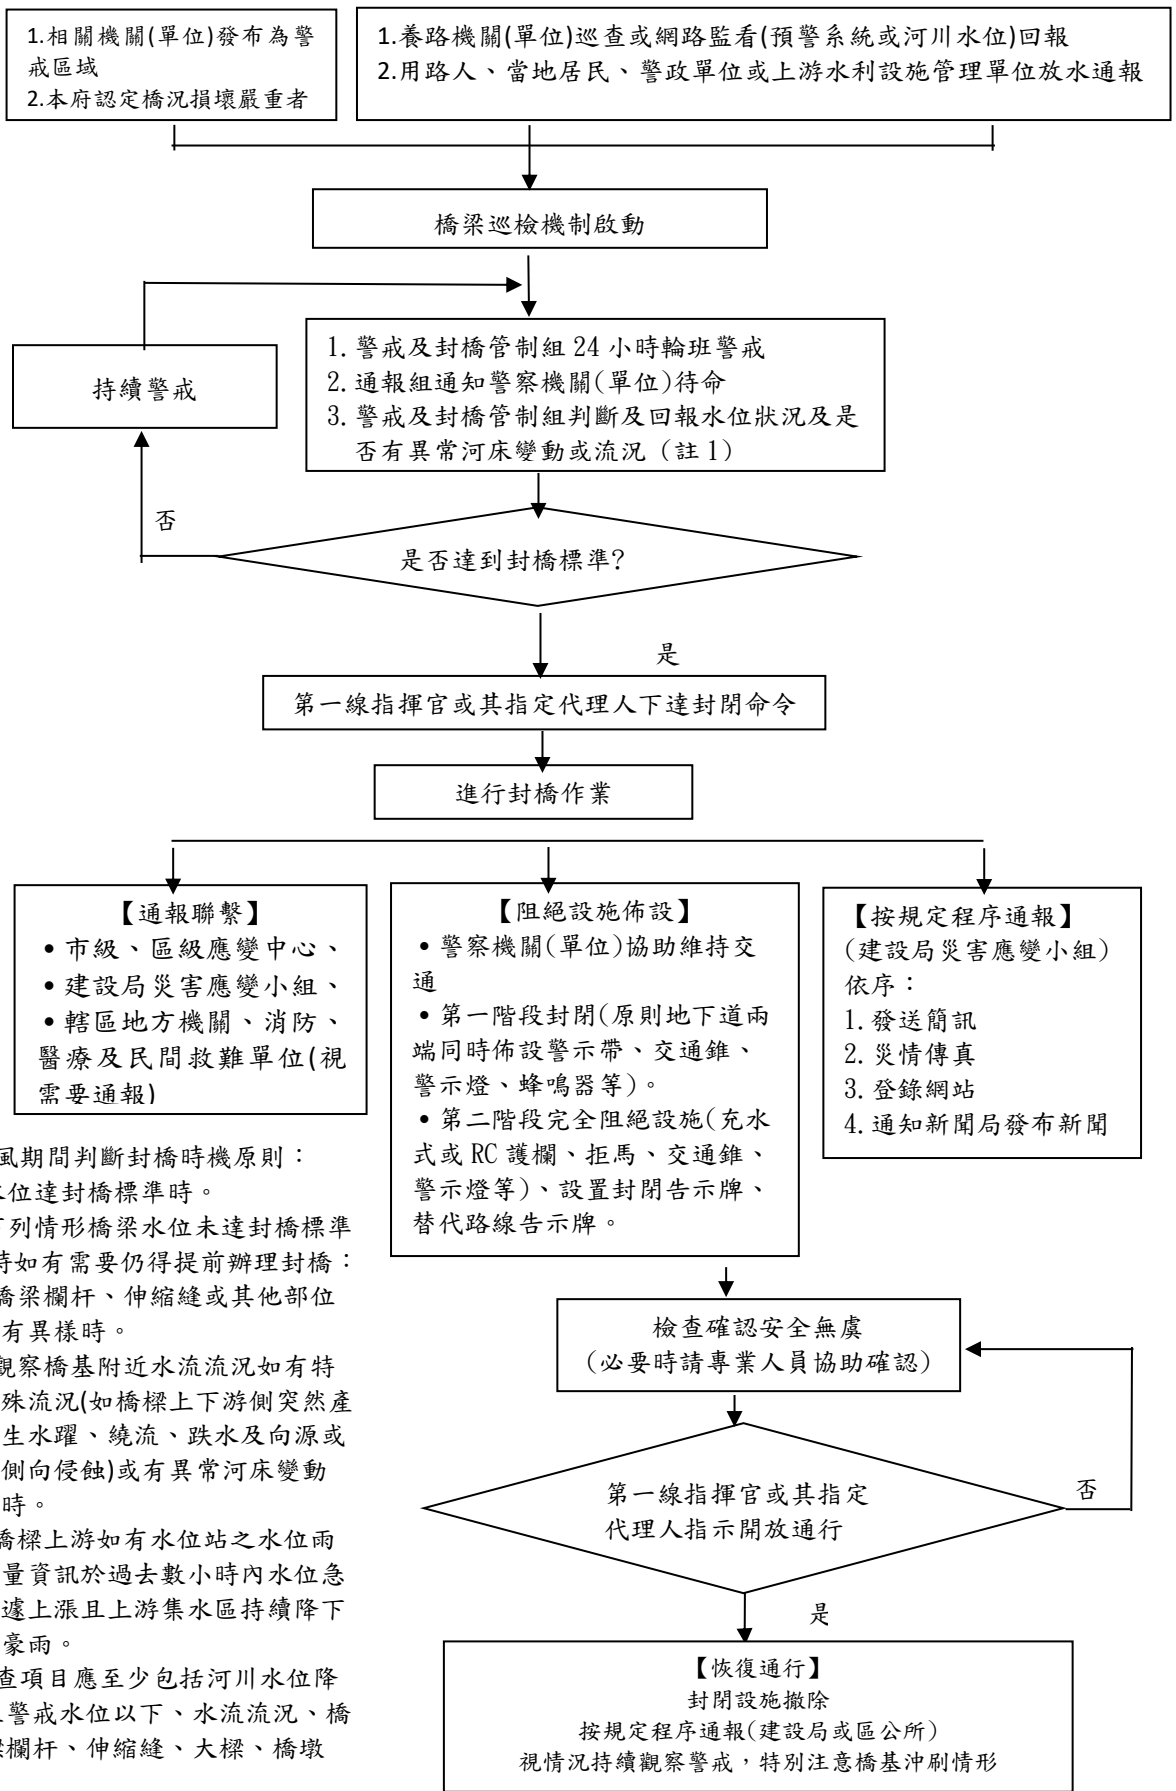 1.相關機關(單位)發布為警
戒區域
2.本府認定橋況損壞嚴重者
1.養路機關(單位)巡查或網路監看(預警系統或河川水位)回報
2.用路人、當地居民、警政單位或上游水利設施管理單位放水通報
橋梁巡檢機制啟動
持續警戒
1. 警戒及封橋管制組 24 小時輪班警戒
2. 通報組通知警察機關(單位)待命
3. 警戒及封橋管制組判斷及回報水位狀況及是
否有異常河床變動或流況（註 1）
否
是否達到封橋標準?
是
第一線指揮官或其指定代理人下達封閉命令
進行封橋作業
【通報聯繫】
• 市級、區級應變中心、
• 建設局災害應變小組、
• 轄區地方機關、消防、
醫療及民間救難單位(視
需要通報)
【阻絕設施佈設】
• 警察機關(單位)協助維持交
通
• 第一階段封閉(原則地下道兩
端同時佈設警示帶、交通錐、
警示燈、蜂鳴器等)。
• 第二階段完全阻絕設施(充水
式或 RC 護欄、拒馬、交通錐、
警示燈等)、設置封閉告示牌、
替代路線告示牌。
【按規定程序通報】
(建設局災害應變小組)
依序：
1. 發送簡訊
2. 災情傳真
3. 登錄網站
4. 通知新聞局發布新聞
風期間判斷封橋時機原則：
水位達封橋標準時。
下列情形橋梁水位未達封橋標準
時如有需要仍得提前辦理封橋：
橋梁欄杆、伸縮縫或其他部位
有異樣時。
觀察橋基附近水流流況如有特
殊流況(如橋樑上下游側突然產
生水躍、繞流、跌水及向源或
側向侵蝕)或有異常河床變動
時。
橋樑上游如有水位站之水位雨
量資訊於過去數小時內水位急
遽上漲且上游集水區持續降下
豪雨。
查項目應至少包括河川水位降
警戒水位以下、水流流況、橋
樑欄杆、伸縮縫、大樑、橋墩
檢查確認安全無虞
(必要時請專業人員協助確認)
第一線指揮官或其指定
代理人指示開放通行
否
是
【恢復通行】
封閉設施撤除
按規定程序通報(建設局或區公所)
視情況持續觀察警戒，特別注意橋基沖刷情形